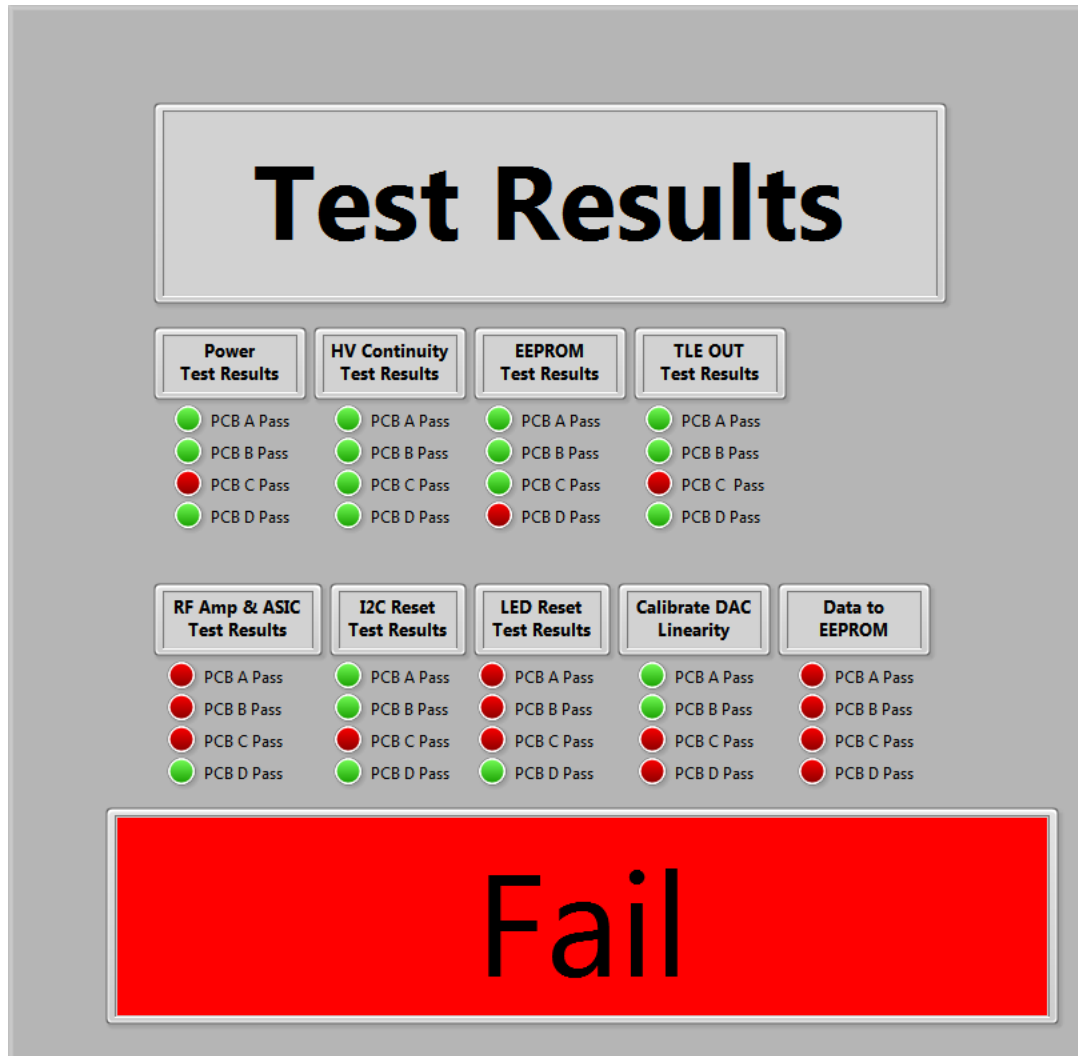 Test Results
Power
Test Results
PCB A Pass
PCB B Pass
PCB C Pass
PCB D Pass
HV Continuity
Test Results
PCB A Pass
PCB B Pass
PCB C Pass
PCB D Pass
EEPROM
Test Results
PCB A Pass
PCB B Pass
PCB C Pass
PCB D Pass
TLE OUT
Test Results
PCB A Pass
PCB B Pass
PCB C  Pass
PCB D Pass
RF Amp & ASIC
Test Results
PCB A Pass
PCB B Pass
PCB C Pass
PCB D Pass
I2C Reset
Test Results
PCB A Pass
PCB B Pass
PCB C Pass
PCB D Pass
LED Reset
Test Results
PCB A Pass
PCB B Pass
PCB C Pass
PCB D Pass
Calibrate DAC
Linearity
PCB A Pass
PCB B Pass
PCB C Pass
PCB D Pass
Data to
EEPROM
PCB A Pass
PCB B Pass
PCB C Pass
PCB D Pass
Fail